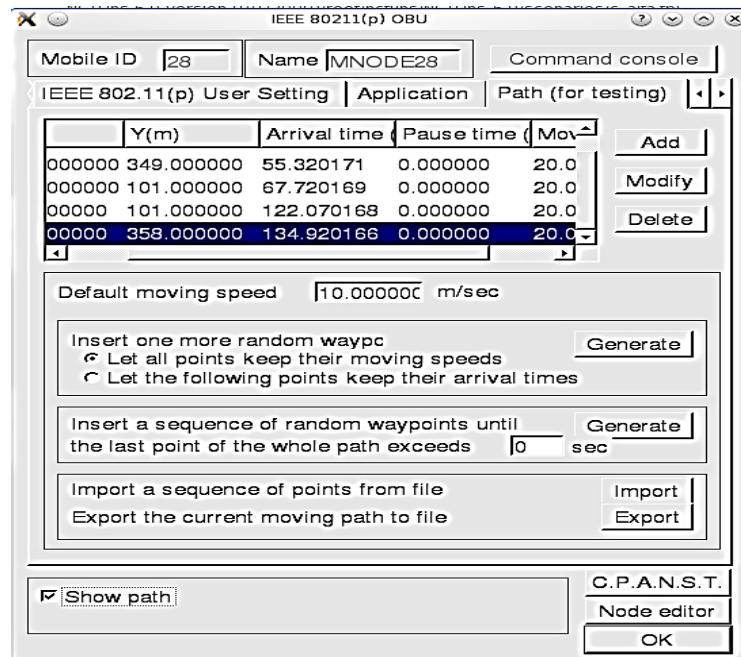 IEEE 80211(p) OBU
Mobile ID 28 Name MNODE28 Command console
IEEE 802.11(p) User Setting Application Path (for testing)
Y(m) Arrival time ( Pause time ( Mov
000000 349.000000 55.320171 0.000000 20.0
000000 101.000000 67.720169 0.000000 20.0
00000 101.000000 122.070168 0.000000 20.0
00000 358.000000 134.920166 0.000000 20.0
Add
Modify
Delete
Default moving speed 10.000000 m/sec
Insert one more random waypo Generate
Let all points keep their moving speeds
Let the following points keep their arrival times
Insert a sequence of random waypoints until Generate
the last point of the whole path exceeds 0 sec
Import a sequence of points from file Import
Export the current moving path to file Export
Show path
C.P.A.N.S.T.
Node editor
OK